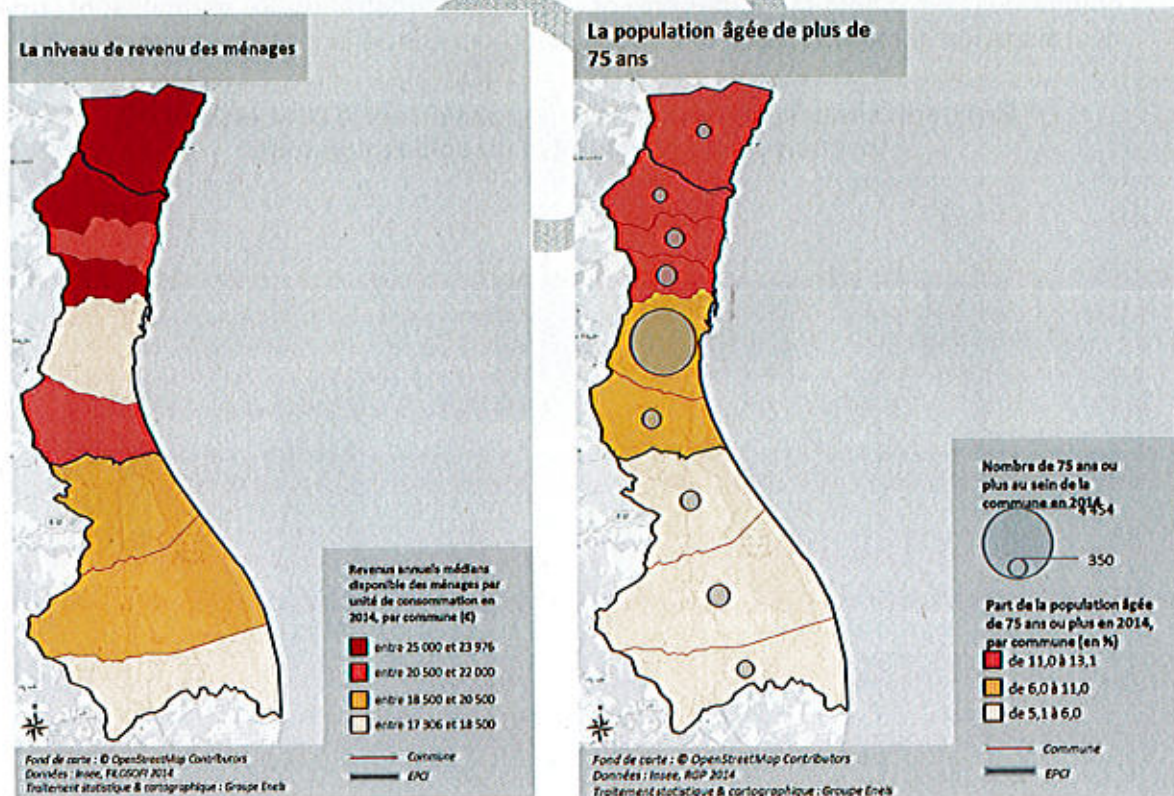 La niveau de revenu des ménages
Revenus annuels médians
disponible des ménages par
unité de consommation en
2014, par commune (€)
entre 25 000 et 23 976
entre 20 500 et 22 000
entre 18 500 et 20 500
entre 17 306 et 18 500
Commune
EPCI
Fond de carte : © OpenStreetMap Contributors
Données : Insee, FILOSOFI 2014
Traitement statistique & cartographique : Groupe Eneis
La population âgée de plus de
75 ans
Nombre de 75 ans ou
plus au sein de la
commune en 2014
4 454
350
Part de la population âgée
de 75 ans ou plus en 2014,
par commune (en %)
de 11,0 à 13,1
de 6,0 à 11,0
de 5,1 à 6,0
Commune
EPCI
Fond de carte : © OpenStreetMap Contributors
Données : Insee, RGP 2014
Traitement statistique & cartographique : Groupe Eneis